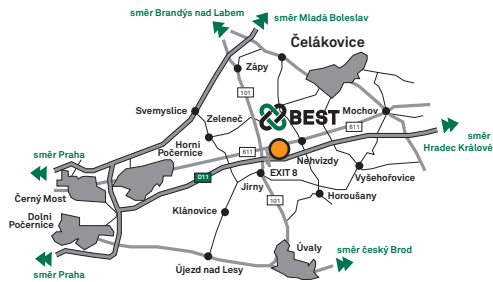 směr Brandýs nad Labem
směr Mladá Boleslav
Čelákovice
Zápy
101
Svemyslice
Zeleneč
BEST
Mochov
611
Horní
Počernice
611
směr
Hradec Králové
směr Praha
Nehvizdy
D11
EXIT 8
Vyšehořovice
Jirny
Černý Most
101
Horoušany
Dolní
Počernice
Klánovice
Úvaly
směr český Brod
Újezd nad Lesy
směr Praha